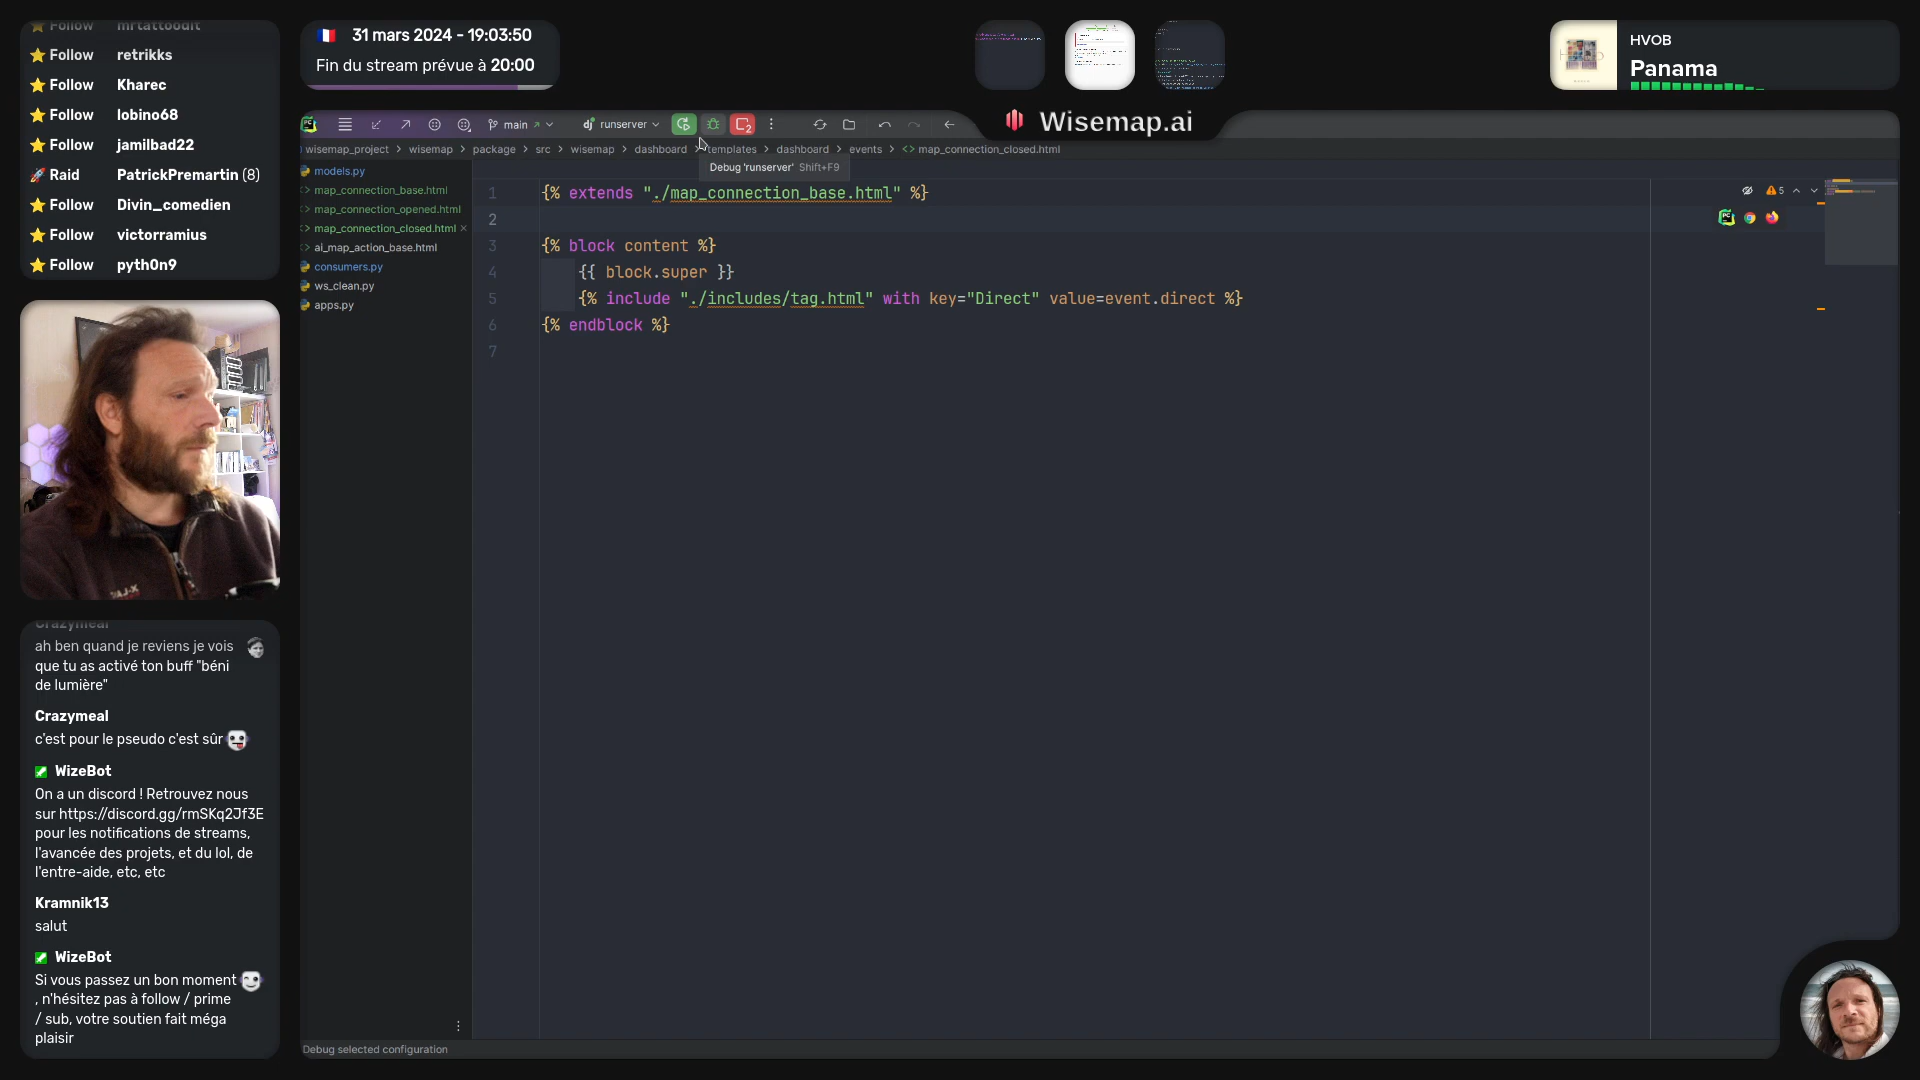 Follow mrtattoodit
Follow retrikks
Follow Kharec
Follow lobino68
Follow jamilbad22
Raid PatrickPremartin (8)
Follow Divin_comedien
Follow victorramius
Follow pyth0n9
31 mars 2024 - 19:03:50
Fin du stream prévue à 20:00
HVOB
Panama
Wisemap.ai
main
dj runserver
2
wisemap_project > wisemap > package > src > wisemap > dashboard > templates > dashboard > events > <> map_connection_closed.html
Debug 'runserver' Shift+F9
models.py
map_connection_base.html
map_connection_opened.html
map_connection_closed.html
ai_map_action_base.html
consumers.py
ws_clean.py
apps.py
1 {% extends "./map_connection_base.html" %}
2
3 {% block content %}
4 {{ block.super }}
5 {% include "./includes/tag.html" with key="Direct" value=event.direct %}
6 {% endblock %}
7
5
Crazymeal
ah ben quand je reviens je vois
que tu as activé ton buff "béni
de lumière"
Crazymeal
c'est pour le pseudo c'est sûr
WizeBot
On a un discord ! Retrouvez nous
sur https://discord.gg/rmSKq2Jf3E
pour les notifications de streams,
l'avancée des projets, et du lol, de
l'entre-aide, etc, etc
Kramnik13
salut
WizeBot
Si vous passez un bon moment
, n'hésitez pas à follow / prime
/ sub, votre soutien fait méga
plaisir
Debug selected configuration